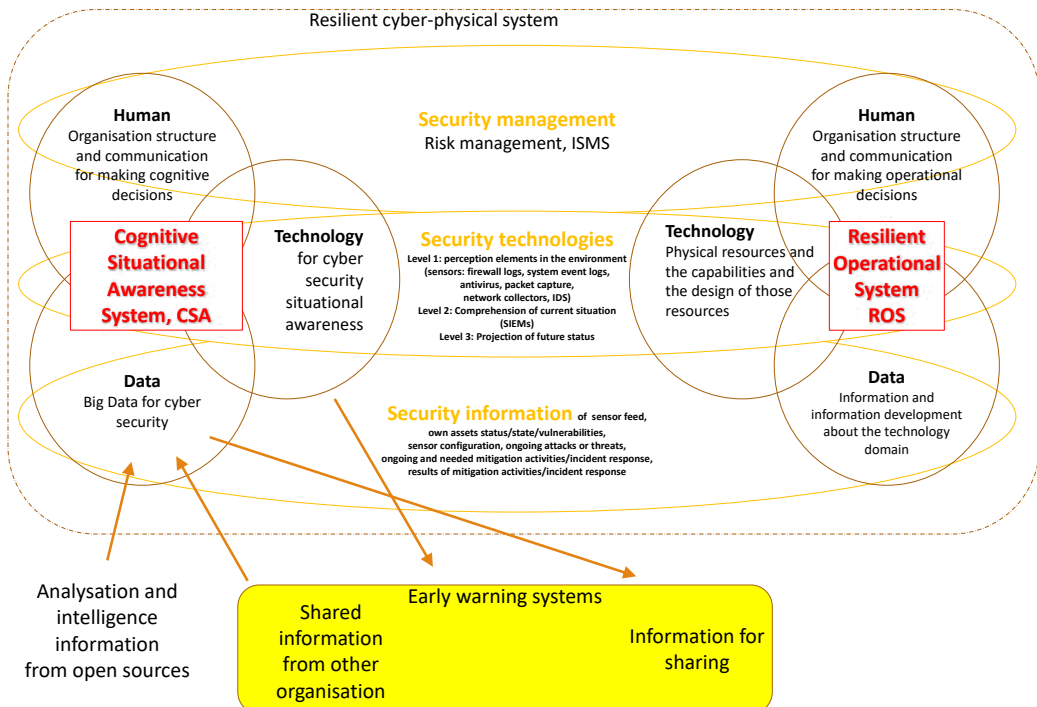 Resilient cyber-physical system
Human
Organisation structure
and communication
for making cognitive
decisions
Security management
Risk management, ISMS
Human
Organisation structure
and communication
for making operational
decisions
Cognitive
Situational
Awareness
System, CSA
Technology
for cyber
security
situational
awareness
Security technologies
Level 1: perception elements in the environment
(sensors: firewall logs, system event logs,
antivirus, packet capture,
network collectors, IDS)
Level 2: Comprehension of current situation
(SIEMs)
Level 3: Projection of future status
Technology
Physical resources and
the capabilities and
the design of those
resources
Resilient
Operational
System
ROS
Data
Big Data for cyber
security
Security information of sensor feed,
own assets status/state/vulnerabilities,
sensor configuration, ongoing attacks or threats,
ongoing and needed mitigation activities/incident response,
results of mitigation activities/incident response
Data
Information and
information development
about the technology
domain
Analysation and
intelligence
information
from open sources
Early warning systems
Shared
information
from other
organisation
Information for
sharing